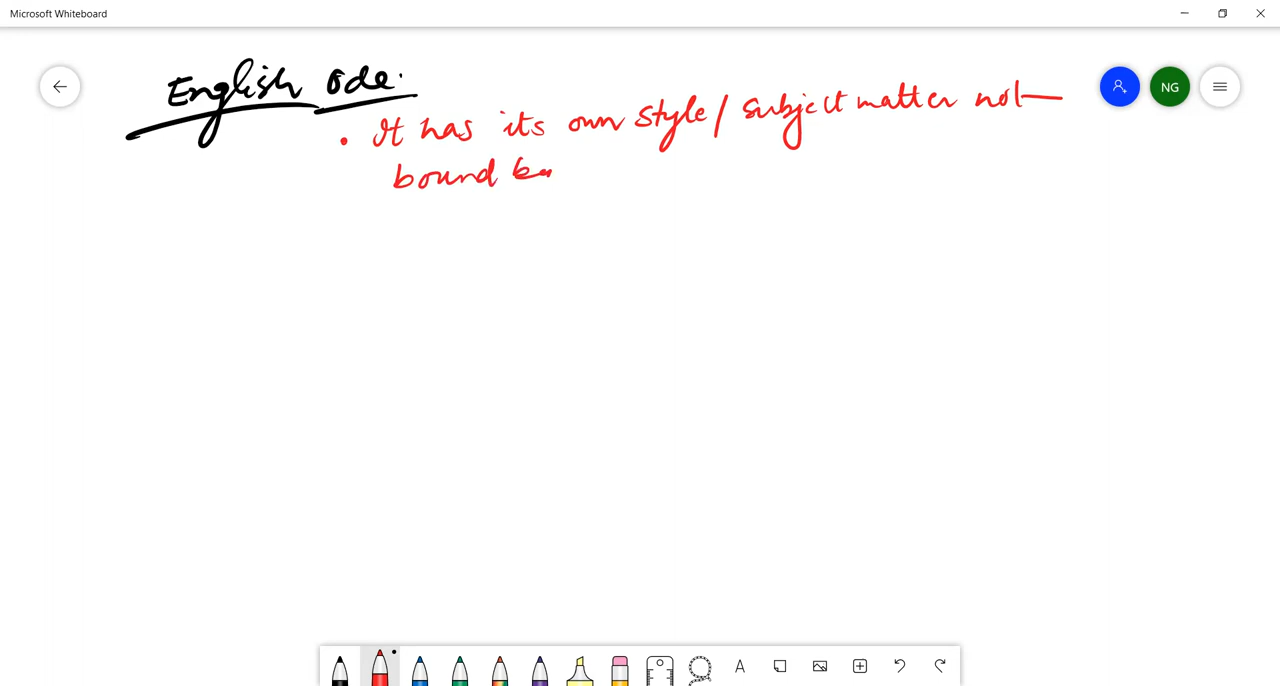 Microsoft Whiteboard
English Ode.
NG
• It has its own style/subject matter not
bound
A